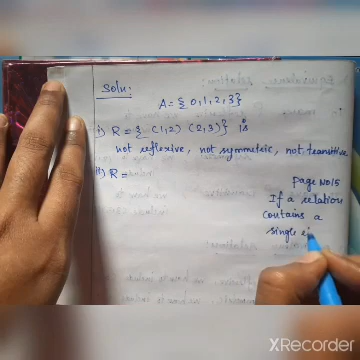 Soln:
A = { 0, 1, 2, 3 }
i) R = { (1,2) (2,3) } is
not reflexive, not symmetric, not transitive
ii) R =
Page No 15
If a relation
contains a
single e
XRecorder